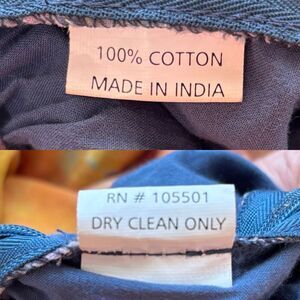 100% COTTON
MADE IN INDIA
RN # 105501
DRY CLEAN ONLY